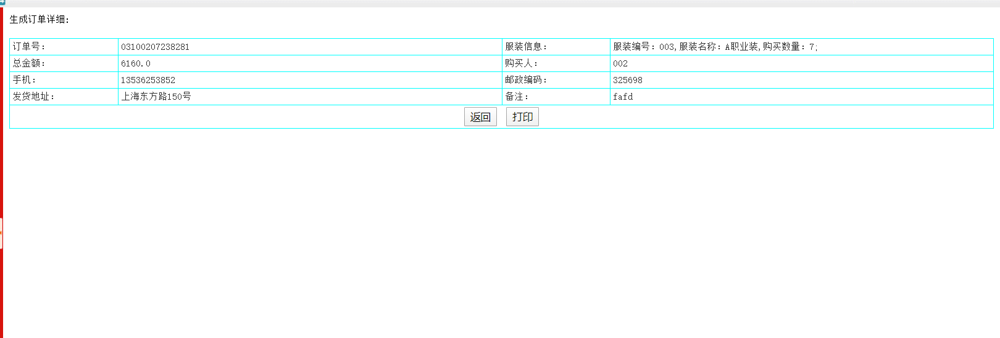 生成订单详细：
订单号： 03100207238281 服装信息： 服装编号：003,服装名称：A职业装,购买数量：7;
总金额： 6160.0 购买人： 002
手机： 13536253852 邮政编码： 325698
发货地址： 上海东方路150号 备注： fafd
返回 打印